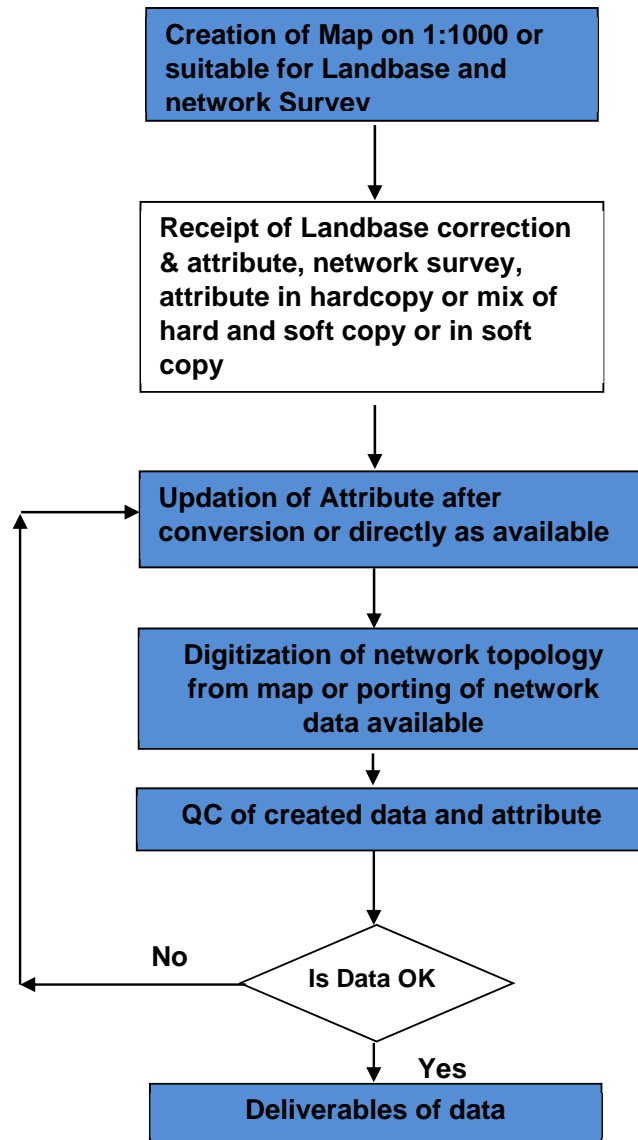 Creation of Map on 1:1000 or
suitable for Landbase and
network Survey
Receipt of Landbase correction
& attribute, network survey,
attribute in hardcopy or mix of
hard and soft copy or in soft
copy
Updation of Attribute after
conversion or directly as available
Digitization of network topology
from map or porting of network
data available
QC of created data and attribute
No
Is Data OK
Yes
Deliverables of data